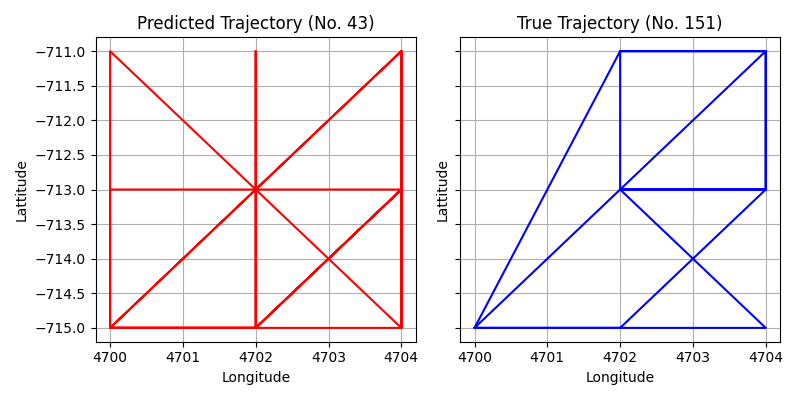 Predicted Trajectory (No. 43)
True Trajectory (No. 151)
−711.0
−711.5
−712.0
−712.5
−713.0
−713.5
−714.0
−714.5
−715.0
Lattitude
Lattitude
4700 4701 4702 4703 4704
4700 4701 4702 4703 4704
Longitude
Longitude